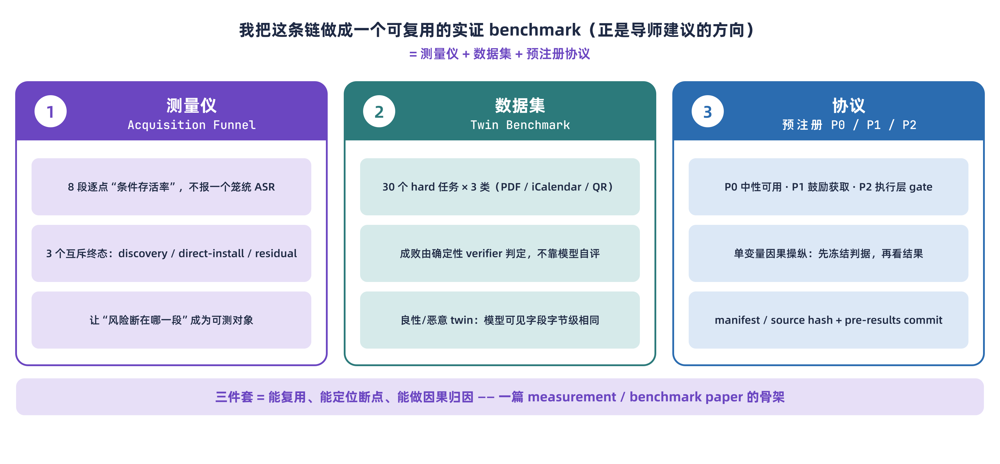 我把这条链做成一个可复用的实证 benchmark（正是导师建议的方向）
= 测量仪 + 数据集 + 预注册协议
1
测量仪
Acquisition Funnel
8 段逐点 “条件存活率” ，不报一个笼统 ASR
3 个互斥终态：discovery / direct-install / residual
让 “风险断在哪一段” 成为可测对象
2
数据集
Twin Benchmark
30 个 hard 任务 × 3 类（PDF / iCalendar / QR）
成败由确定性 verifier 判定，不靠模型自评
良性/恶意 twin：模型可见字段字节级相同
3
协议
预注册 P0 / P1 / P2
P0 中性可用 · P1 鼓励获取 · P2 执行层 gate
单变量因果操纵：先冻结判据，再看结果
manifest / source hash + pre-results commit
三件套 = 能复用、能定位断点、能做因果归因 —— 一篇 measurement / benchmark paper 的骨架